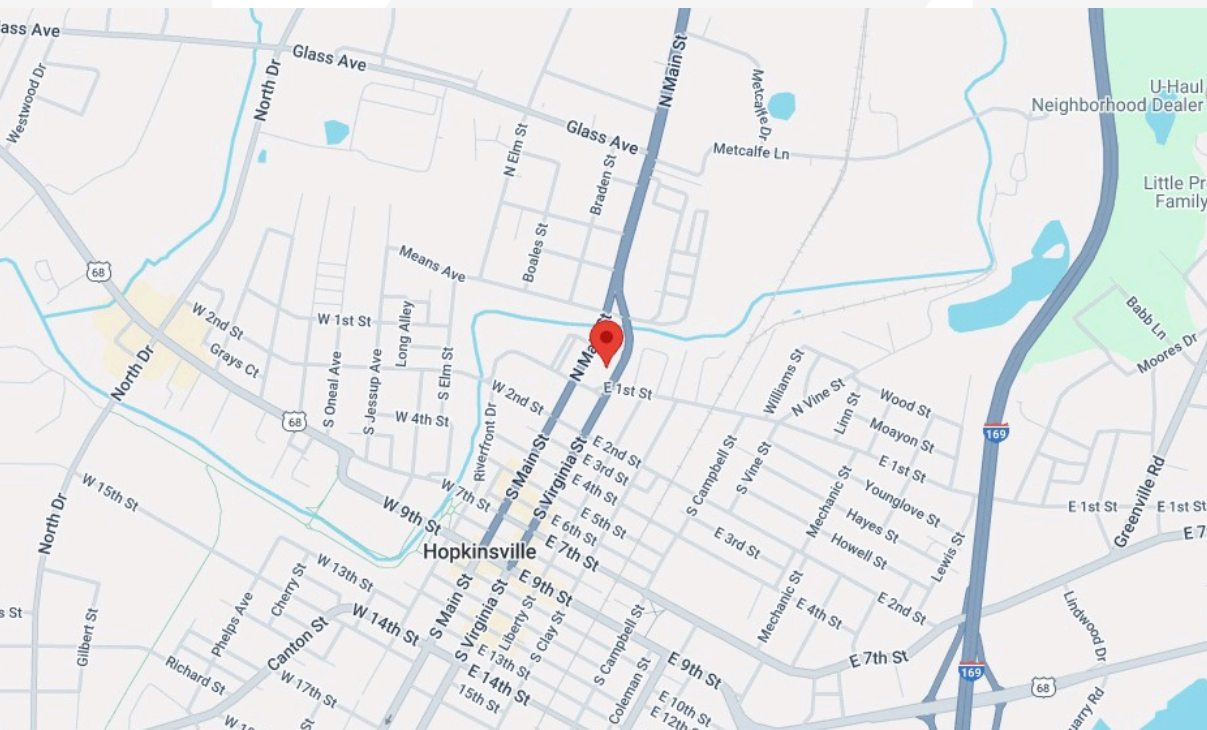 ass Ave
Glass Ave
Westwood Dr
North Dr
N Main St
Metcalfe Dr
U-Haul
Neighborhood Dealer
Glass Ave
N Elm St
Metcalfe Ln
Braden St
Little Pr
Family
Boales St
Means Ave
68
W 2nd St
W 1st St
Long Alley
N Ma
St
Babb Ln
Moores Dr
Grays Ct
North Dr
S Oneal Ave
S Jessup Ave
S Elm St
E 1st St
W 2nd St
Williams St
N Vine St
Linn St
Wood St
68
W 4th St
Riverfront Dr
Moayon St
169
S Main St
S Virginia St
E 2nd St
E 3rd St
E 4th St
S Campbell St
S Vine St
E 1st St
W 15th St
W 7th St
Mechanic St
Younglove St
Greenville Rd
E 1st St
E 1st St
North Dr
W 9th St
E 5th St
E 6th St
Hayes St
E 7
Hopkinsville
E 7th St
E 3rd St
Howell St
Lewis St
W 13th St
Cherry St
E 9th St
E 2nd St
s St
Gilbert St
Phelps Ave
W 14th St
S Main St
S Virginia St
Liberty St
S Clay St
S Campbell St
Mechanic St
E 4th St
Lindwood Dr
Canton St
E 13th St
E 7th St
Richard St
W 17th St
E 14th St
15th St
Coleman St
E 9th St
169
68
E 10th St
E 12th St
uarry Rd
St